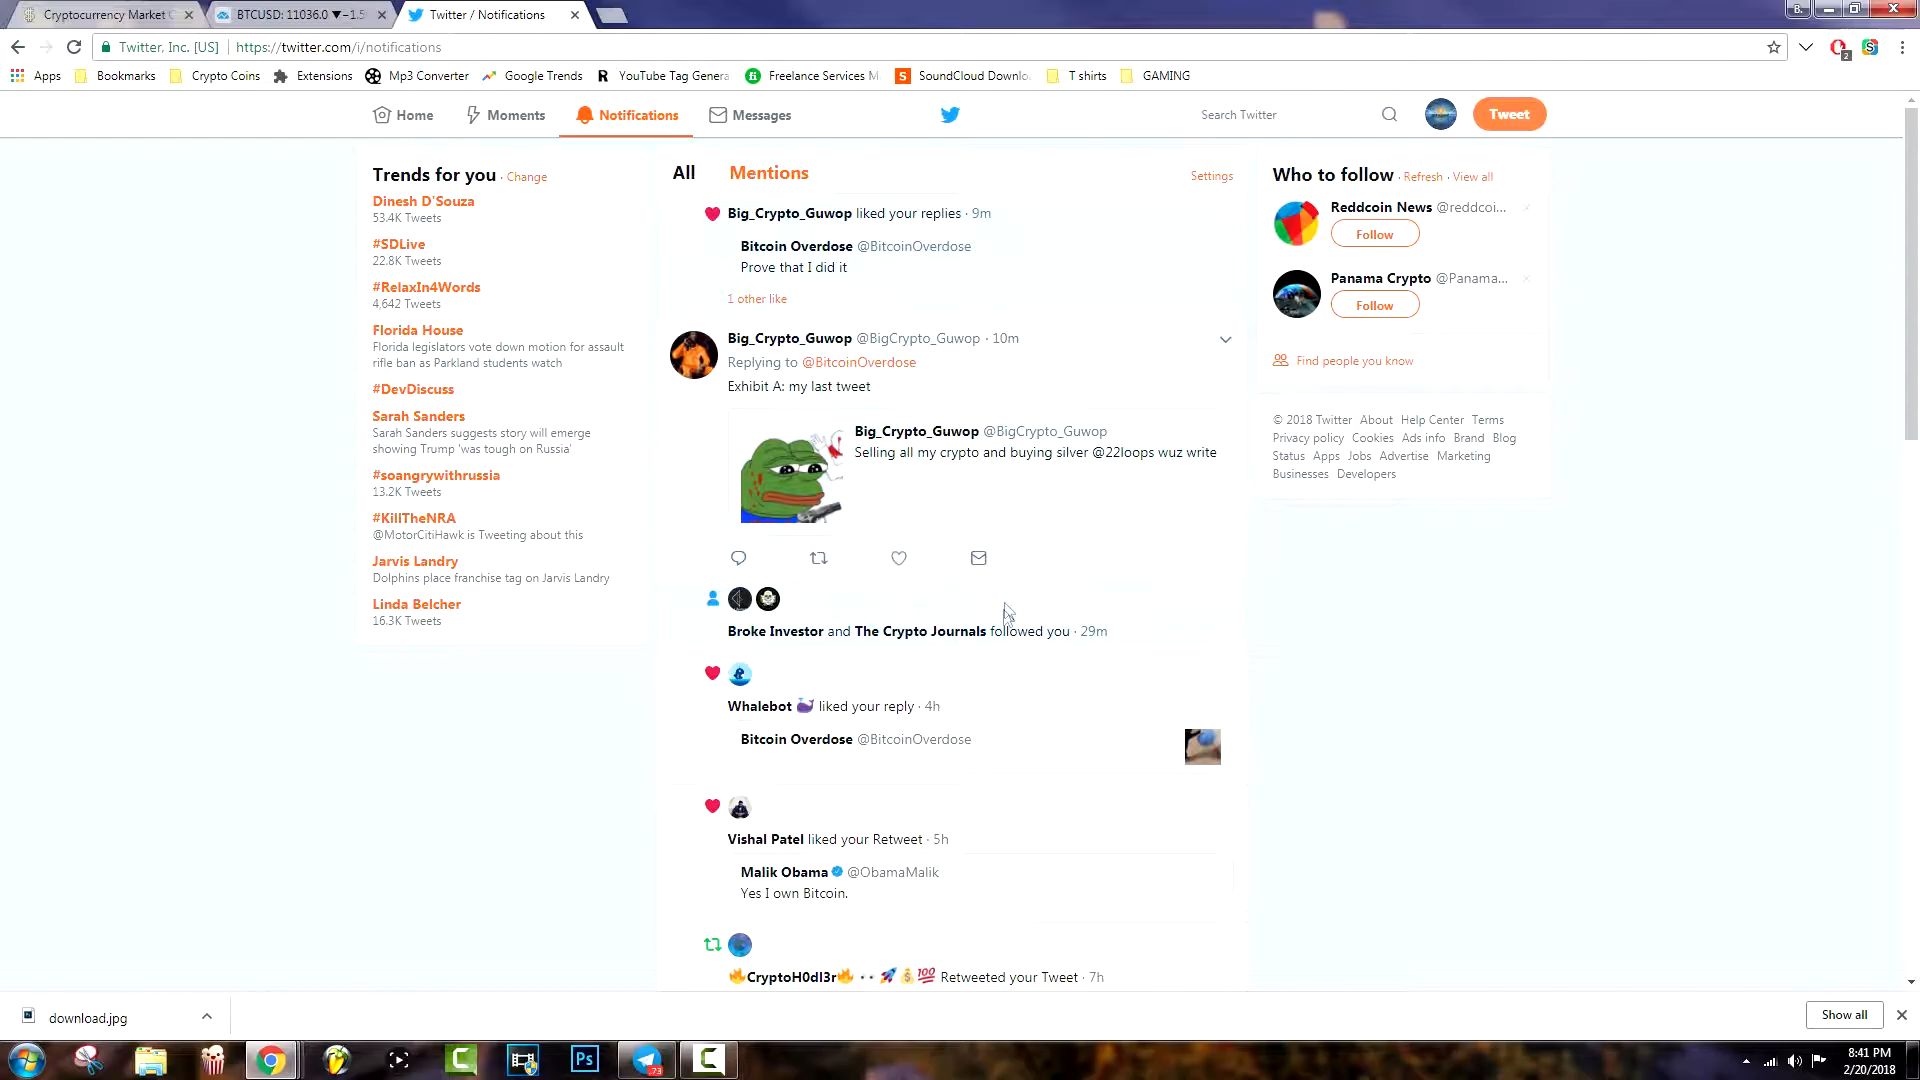 Cryptocurrency Market C
BTCUSD: 11036.0 ▼−1.5
Twitter / Notifications
B.
Twitter, Inc. [US]
https://twitter.com/i/notifications
2
Apps
Bookmarks
Crypto Coins
Extensions
Mp3 Converter
Google Trends
R YouTube Tag Genera
fi Freelance Services M
S SoundCloud Downlo
T shirts
GAMING
Home
Moments
Notifications
Messages
Search Twitter
Tweet
Trends for you · Change
Dinesh D'Souza
53.4K Tweets
#SDLive
22.8K Tweets
#RelaxIn4Words
4,642 Tweets
Florida House
Florida legislators vote down motion for assault
rifle ban as Parkland students watch
#DevDiscuss
Sarah Sanders
Sarah Sanders suggests story will emerge
showing Trump 'was tough on Russia'
#soangrywithrussia
13.2K Tweets
#KillTheNRA
@MotorCitiHawk is Tweeting about this
Jarvis Landry
Dolphins place franchise tag on Jarvis Landry
Linda Belcher
16.3K Tweets
All
Mentions
Settings
Big_Crypto_Guwop liked your replies · 9m
Bitcoin Overdose @BitcoinOverdose
Prove that I did it
1 other like
Big_Crypto_Guwop @BigCrypto_Guwop · 10m
Replying to @BitcoinOverdose
Exhibit A: my last tweet
Big_Crypto_Guwop @BigCrypto_Guwop
Selling all my crypto and buying silver @22loops wuz write
Broke Investor and The Crypto Journals followed you · 29m
Whalebot 🐳 liked your reply · 4h
Bitcoin Overdose @BitcoinOverdose
Vishal Patel liked your Retweet · 5h
Malik Obama @ObamaMalik
Yes I own Bitcoin.
🔥CryptoH0dl3r🔥 •• 🚀💰💯 Retweeted your Tweet · 7h
Who to follow · Refresh · View all
Reddcoin News @reddcoi...
Follow
Panama Crypto @Panama...
Follow
Find people you know
© 2018 Twitter About Help Center Terms
Privacy policy Cookies Ads info Brand Blog
Status Apps Jobs Advertise Marketing
Businesses Developers
download.jpg
Show all
Ps
73
8:41 PM
2/20/2018